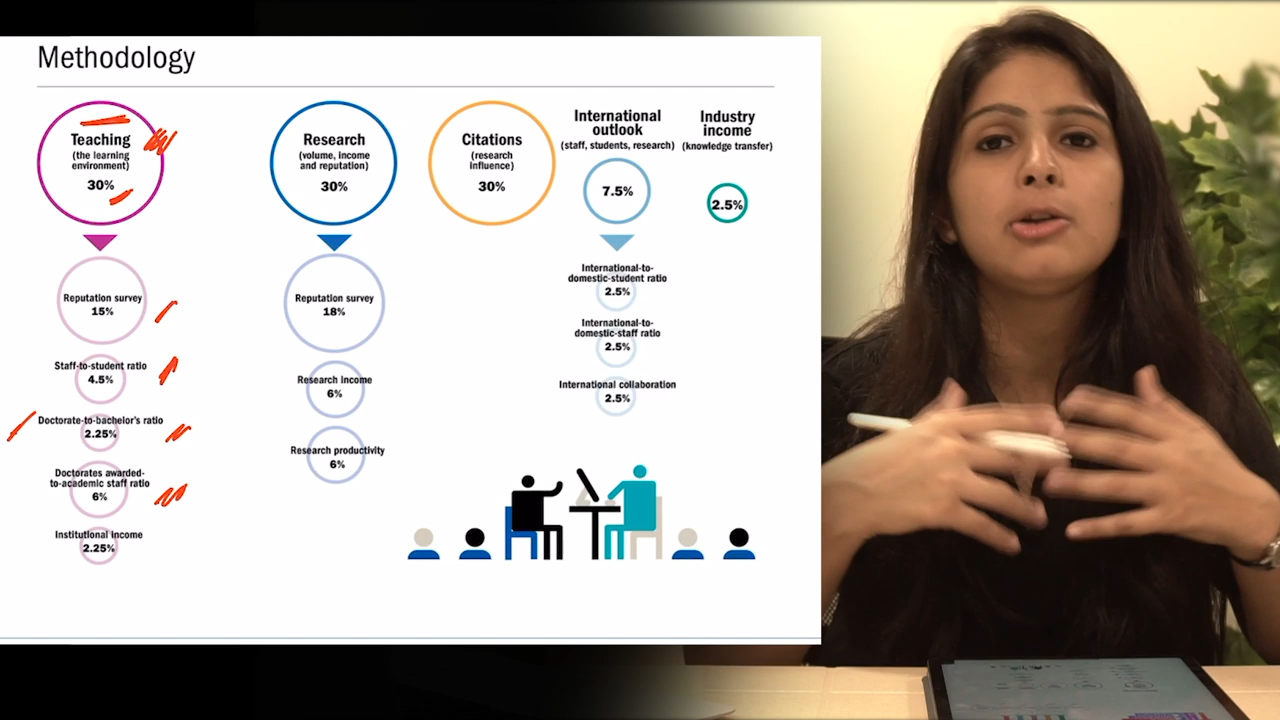 Methodology
Teaching
(the learning
environment)
30%
Reputation survey
15%
Staff-to-student ratio
4.5%
Doctorate-to-bachelor's ratio
2.25%
Doctorates awarded-
to-academic staff ratio
6%
Institutional income
2.25%
Research
(volume, income
and reputation)
30%
Reputation survey
18%
Research income
6%
Research productivity
6%
Citations
(research
influence)
30%
International
outlook
(staff, students, research)
7.5%
International-to-
domestic-student ratio
2.5%
International-to-
domestic-staff ratio
2.5%
International collaboration
2.5%
Industry
income
(knowledge transfer)
2.5%